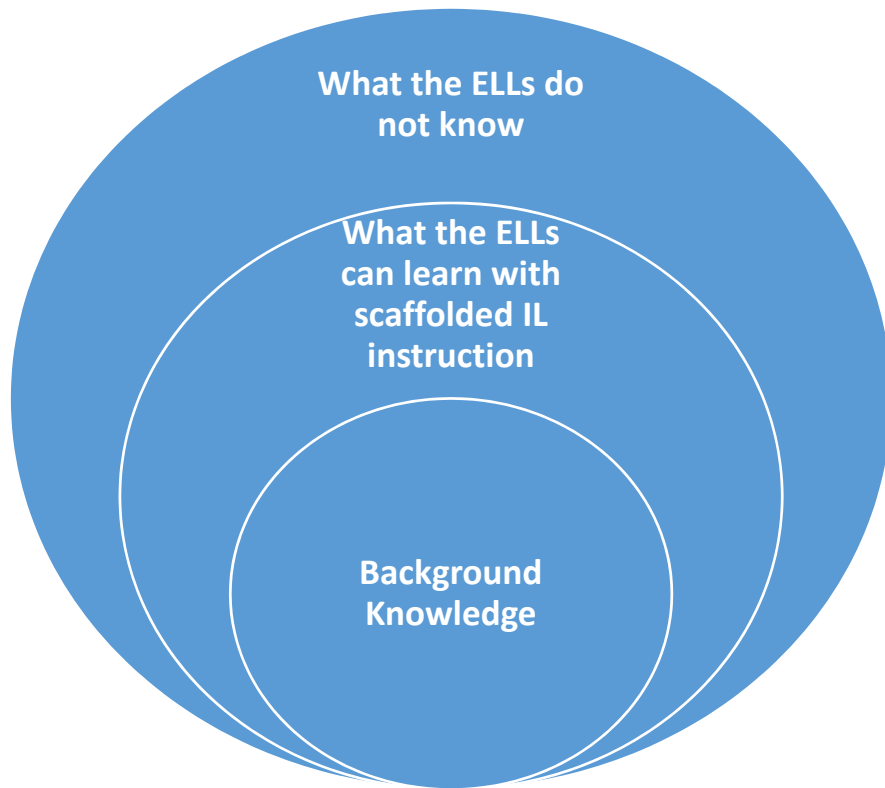 What the ELLs do
not know
What the ELLs
can learn with
scaffolded IL
instruction
Background
Knowledge